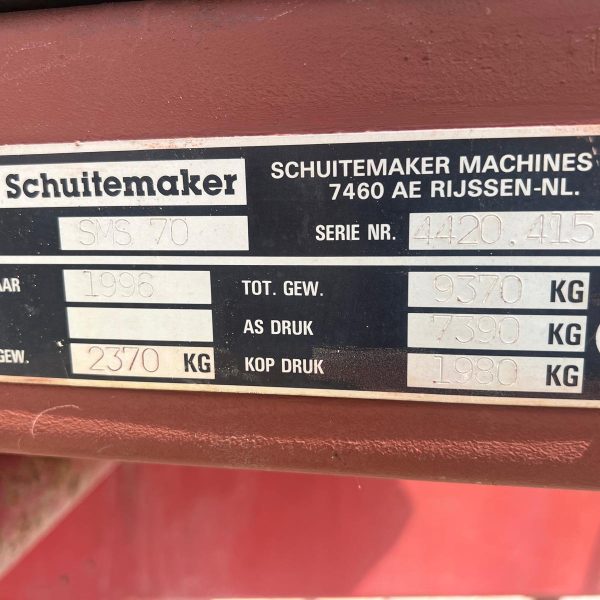 Schuitemaker SCHUITEMAKER MACHINES
7460 AE RIJSSEN-NL.
SMS 70 SERIE NR. 4420.415
AAR 1996 TOT. GEW. 9370 KG
AS DRUK 7390 KG
GEW. 2370 KG KOP DRUK 1980 KG